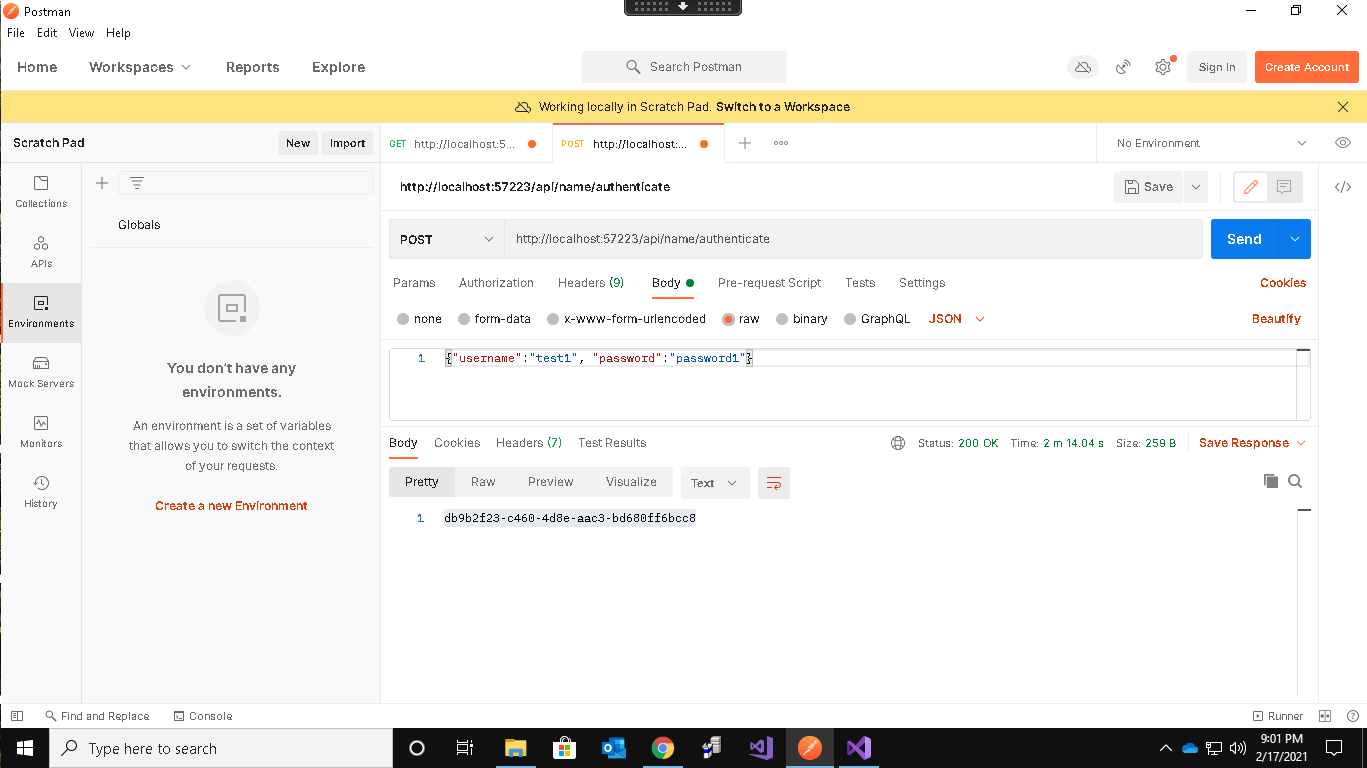 Postman
File Edit View Help
Home Workspaces Reports Explore Search Postman Sign In Create Account
Working locally in Scratch Pad. Switch to a Workspace
Scratch Pad New Import GET http://localhost:5... POST http://localhost:... No Environment
Collections
APIs
Environments
Mock Servers
Monitors
History
Globals
You don't have any
environments.
An environment is a set of variables
that allows you to switch the context
of your requests.
Create a new Environment
http://localhost:57223/api/name/authenticate Save
POST http://localhost:57223/api/name/authenticate Send
Params Authorization Headers (9) Body Pre-request Script Tests Settings Cookies
none form-data x-www-form-urlencoded raw binary GraphQL JSON Beautify
1 {"username":"test1", "password":"password1"}
Body Cookies Headers (7) Test Results Status: 200 OK Time: 2 m 14.04 s Size: 259 B Save Response
Pretty Raw Preview Visualize Text
1 db9b2f23-c460-4d8e-aac3-bd680ff6bcc8
Find and Replace Console Runner
Type here to search
9:01 PM
2/17/2021